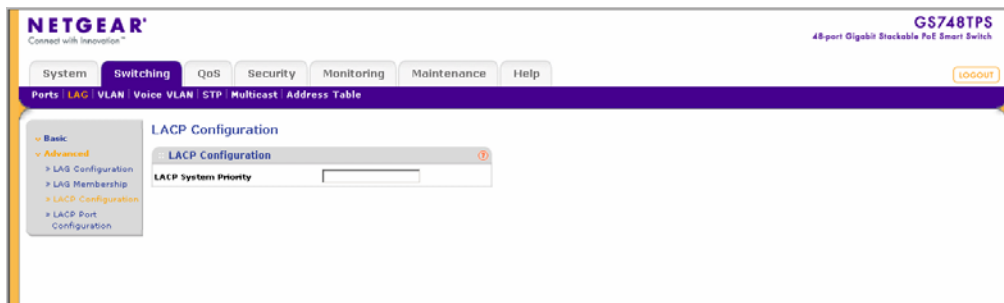 NETGEAR
Connect with Innovation™
GS748TPS
48-port Gigabit Stackable PoE Smart Switch
System Switching QoS Security Monitoring Maintenance Help
LOGOUT
Ports LAG VLAN Voice VLAN STP Multicast Address Table
Basic
Advanced
LAG Configuration
LAG Membership
LACP Configuration
LACP Port
Configuration
LACP Configuration
LACP Configuration ?
LACP System Priority